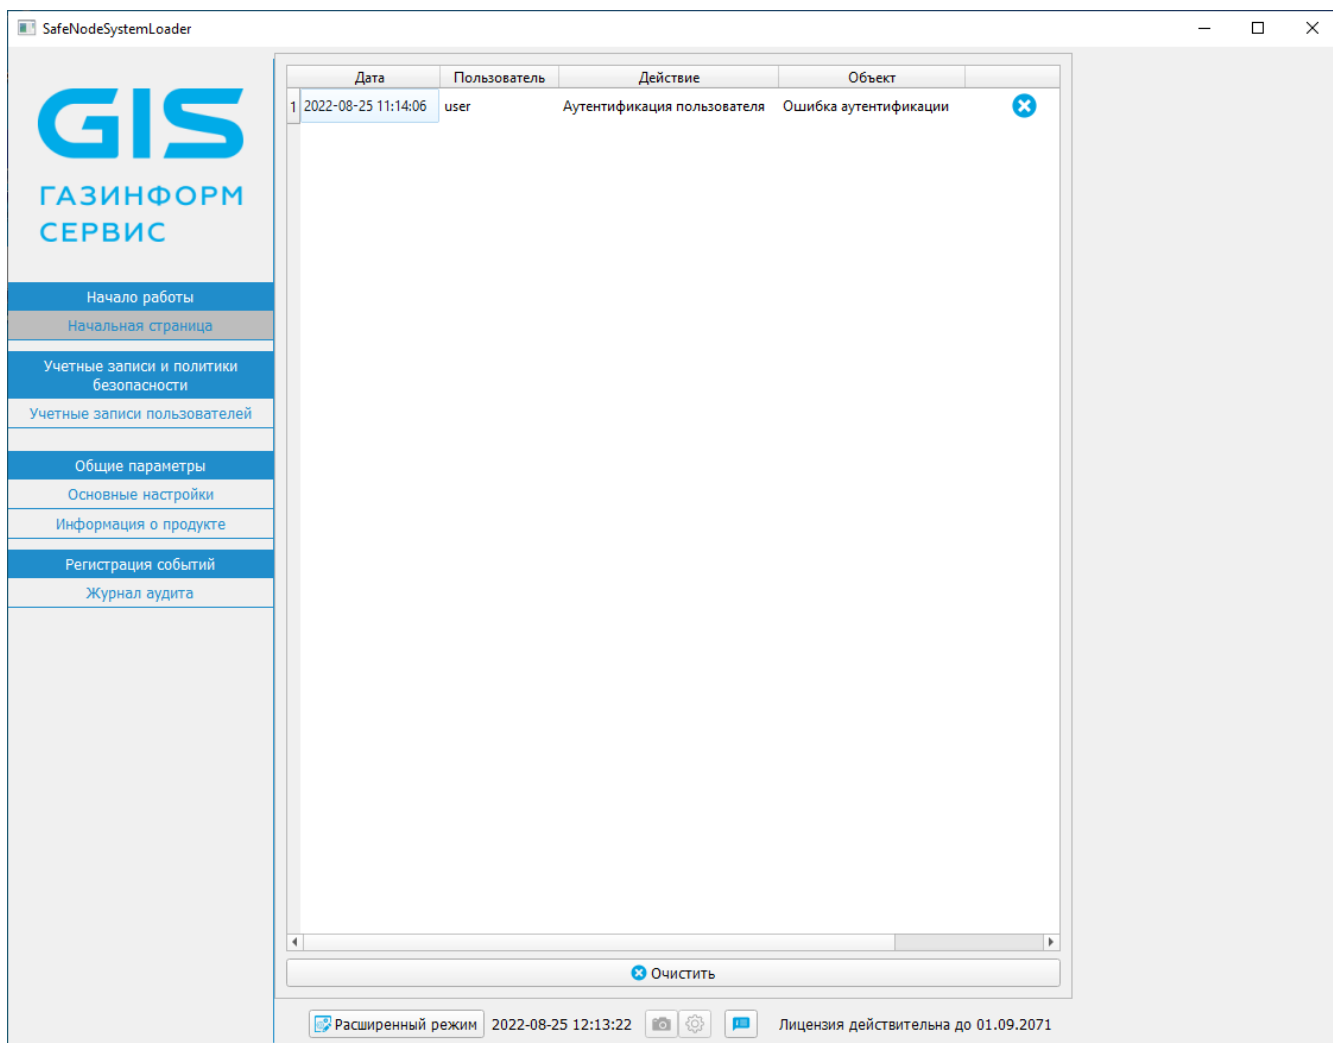 SafeNodeSystemLoader
GIS
ГАЗИНФОРМ
СЕРВИС
Начало работы
Начальная страница
Учетные записи и политики
безопасности
Учетные записи пользователей
Общие параметры
Основные настройки
Информация о продукте
Регистрация событий
Журнал аудита
Дата Пользователь Действие Объект
1 2022-08-25 11:14:06 user Аутентификация пользователя Ошибка аутентификации
Очистить
Расширенный режим 2022-08-25 12:13:22 Лицензия действительна до 01.09.2071